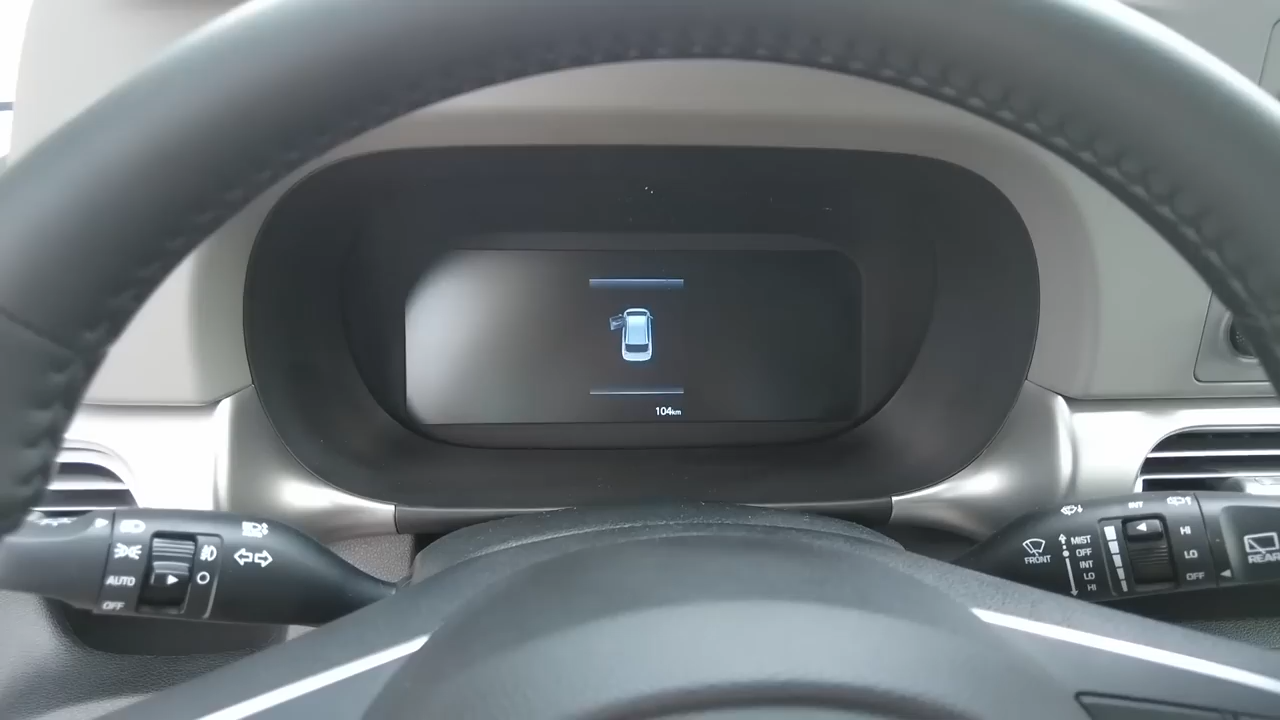 104km
AUTO
OFF
INT
FRONT
MIST
OFF
INT
LO
HI
HI
LO
OFF
REAR